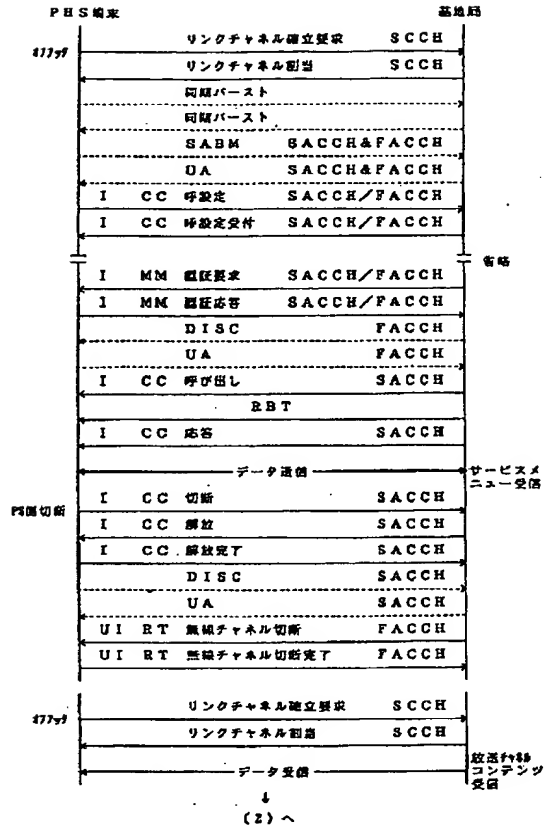 PHS端末 基地局
リンクチャネル確立要求 SCCH
ｵﾌﾌｯｸ
リンクチャネル割当 SCCH
同期バースト
同期バースト
SABM SACCH&FACCH
UA SACCH&FACCH
I CC 呼設定 SACCH/FACCH
I CC 呼設定受付 SACCH/FACCH
省略
I MM 認証要求 SACCH/FACCH
I MM 認証応答 SACCH/FACCH
DISC FACCH
UA FACCH
I CC 呼び出し SACCH
RBT
I CC 応答 SACCH
データ通信 サービスメ
ニュー受信
I CC 切断 SACCH
PS側切断
I CC 解放 SACCH
I CC 解放完了 SACCH
DISC SACCH
UA SACCH
UI RT 無線チャネル切断 FACCH
UI RT 無線チャネル切断完了 FACCH
リンクチャネル確立要求 SCCH
ｵﾌﾌｯｸ
リンクチャネル割当 SCCH
データ受信 放送ﾁｬﾈﾙ
コンテンツ
受信
(2)へ